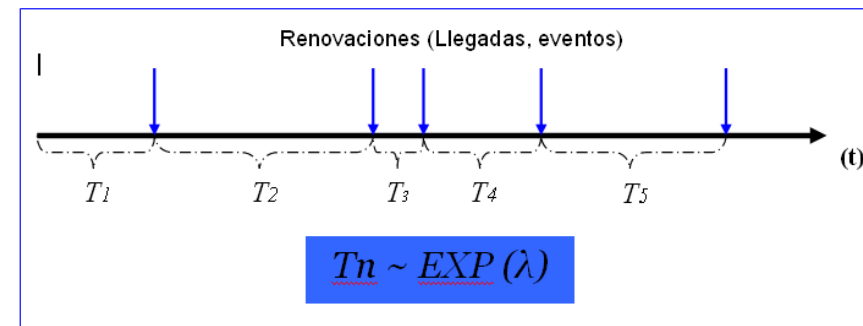 Renovaciones (Llegadas, eventos)
T1 T2 T3 T4 T5
(t)
Tn ~ EXP (λ)